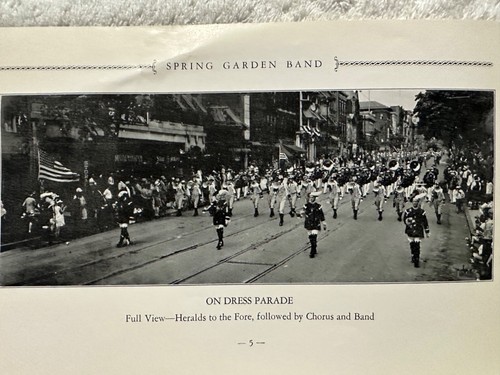 SPRING GARDEN BAND
ON DRESS PARADE
Full View—Heralds to the Fore, followed by Chorus and Band
— 5 —